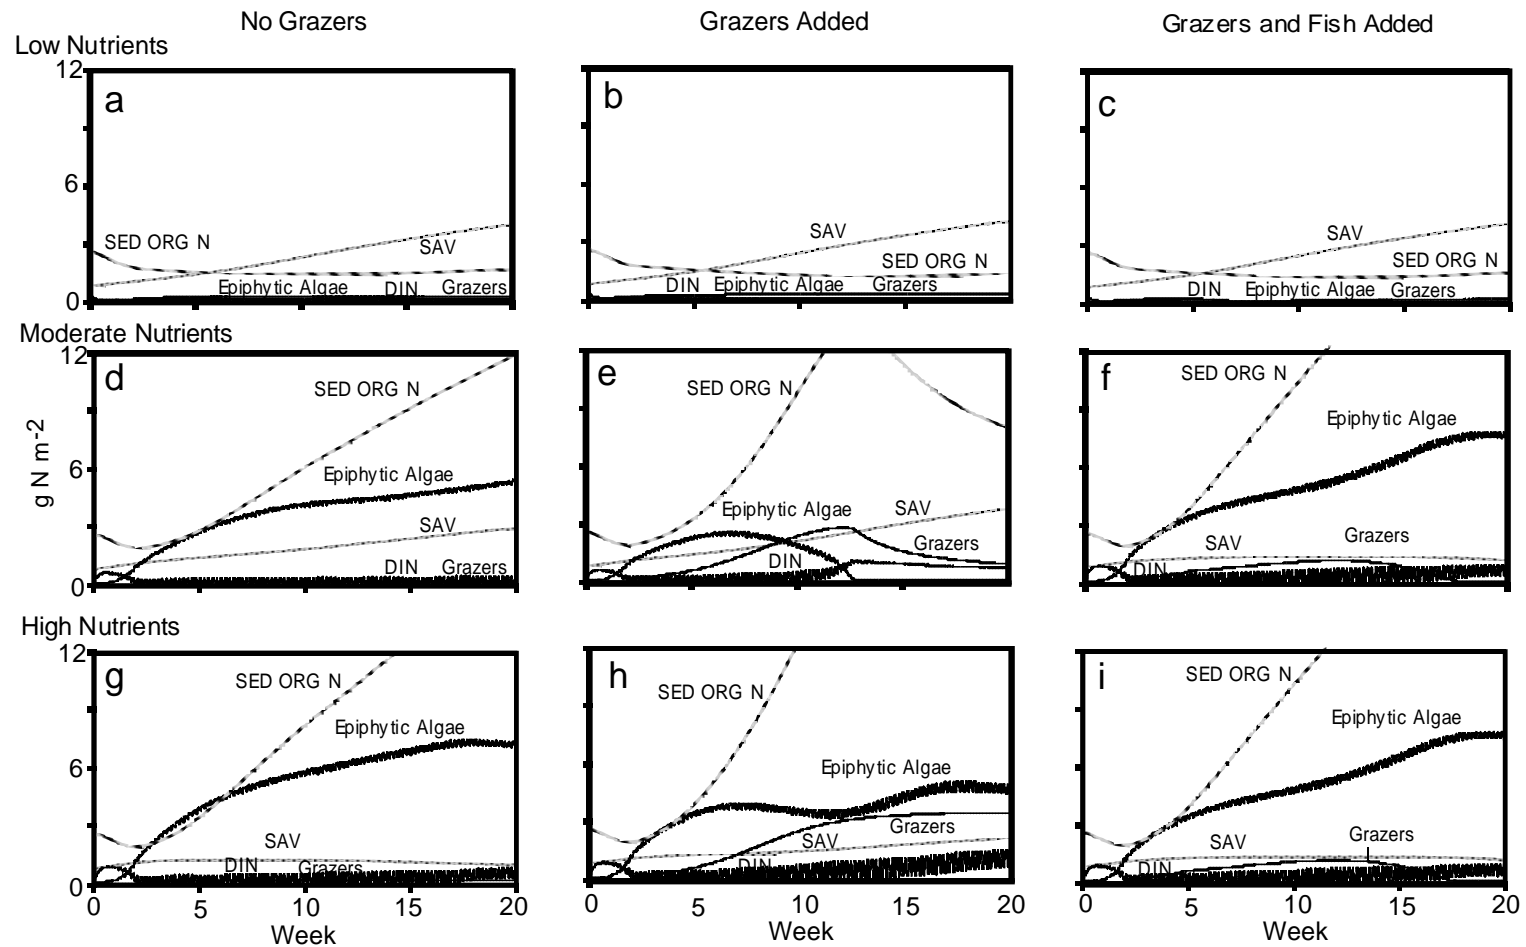 No Grazers Grazers Added Grazers and Fish Added
Low Nutrients
12
a b c
6
SED ORG N SAV SAV SED ORG N SAV SED ORG N
Epiphytic Algae DIN Grazers DIN Epiphytic Algae Grazers DIN Epiphytic Algae Grazers
0
Moderate Nutrients
12
d e f
SED ORG N SED ORG N SED ORG N
Epiphytic Algae
g N m-2
6
Epiphytic Algae
Epiphytic Algae SAV
SAV Grazers SAV Grazers
DIN Grazers DIN DIN
0
High Nutrients
12
g h i
SED ORG N SED ORG N SED ORG N
Epiphytic Algae Epiphytic Algae
6
Epiphytic Algae
SAV SAV Grazers SAV Grazers
DIN Grazers DIN DIN
0
0 5 10 15 20 0 5 10 15 20 0 5 10 15 20
Week Week Week